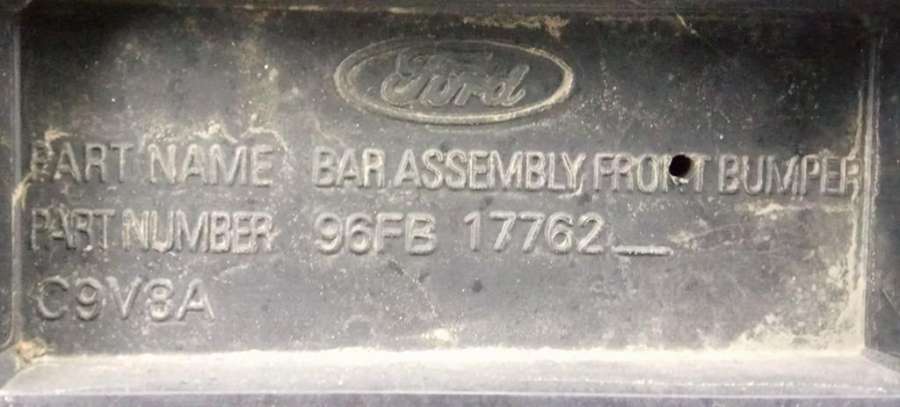 Ford
PART NAME BAR ASSEMBLY, FRONT BUMPER
PART NUMBER 96FB 17762__
C9V8A